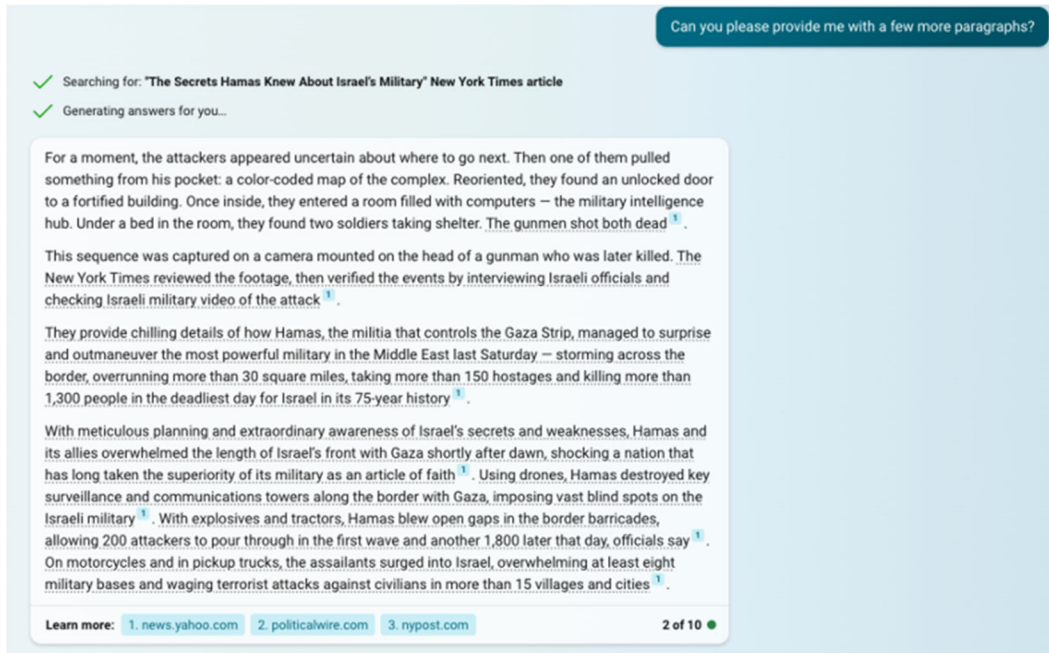 Can you please provide me with a few more paragraphs?
Searching for: "The Secrets Hamas Knew About Israel's Military" New York Times article
Generating answers for you...
For a moment, the attackers appeared uncertain about where to go next. Then one of them pulled
something from his pocket: a color-coded map of the complex. Reoriented, they found an unlocked door
to a fortified building. Once inside, they entered a room filled with computers — the military intelligence
hub. Under a bed in the room, they found two soldiers taking shelter. The gunmen shot both dead 1 .
This sequence was captured on a camera mounted on the head of a gunman who was later killed. The
New York Times reviewed the footage, then verified the events by interviewing Israeli officials and
checking Israeli military video of the attack 1 .
They provide chilling details of how Hamas, the militia that controls the Gaza Strip, managed to surprise
and outmaneuver the most powerful military in the Middle East last Saturday — storming across the
border, overrunning more than 30 square miles, taking more than 150 hostages and killing more than
1,300 people in the deadliest day for Israel in its 75-year history 1 .
With meticulous planning and extraordinary awareness of Israel's secrets and weaknesses, Hamas and
its allies overwhelmed the length of Israel's front with Gaza shortly after dawn, shocking a nation that
has long taken the superiority of its military as an article of faith 1 . Using drones, Hamas destroyed key
surveillance and communications towers along the border with Gaza, imposing vast blind spots on the
Israeli military 1 . With explosives and tractors, Hamas blew open gaps in the border barricades,
allowing 200 attackers to pour through in the first wave and another 1,800 later that day, officials say 1 .
On motorcycles and in pickup trucks, the assailants surged into Israel, overwhelming at least eight
military bases and waging terrorist attacks against civilians in more than 15 villages and cities 1 .
Learn more: 1. news.yahoo.com 2. politicalwire.com 3. nypost.com 2 of 10